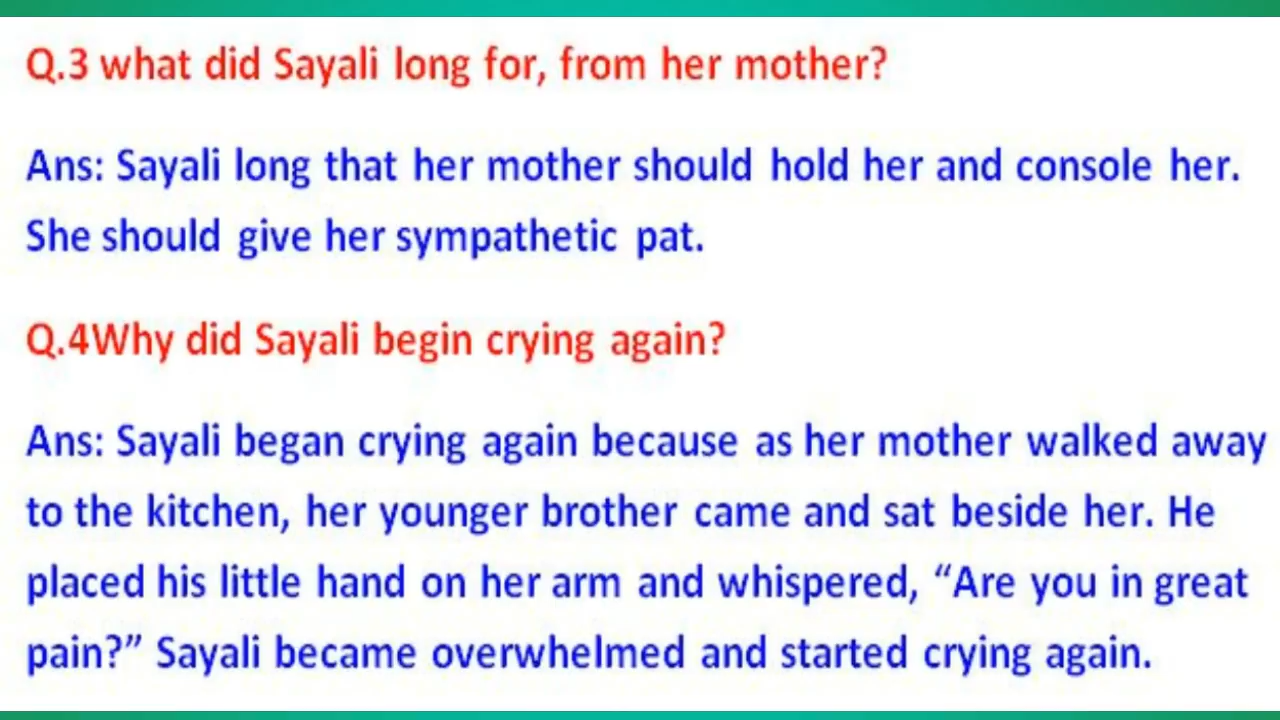 Q.3 what did Sayali long for, from her mother?
Ans: Sayali long that her mother should hold her and console her.
She should give her sympathetic pat.
Q.4Why did Sayali begin crying again?
Ans: Sayali began crying again because as her mother walked away
to the kitchen, her younger brother came and sat beside her. He
placed his little hand on her arm and whispered, “Are you in great
pain?” Sayali became overwhelmed and started crying again.